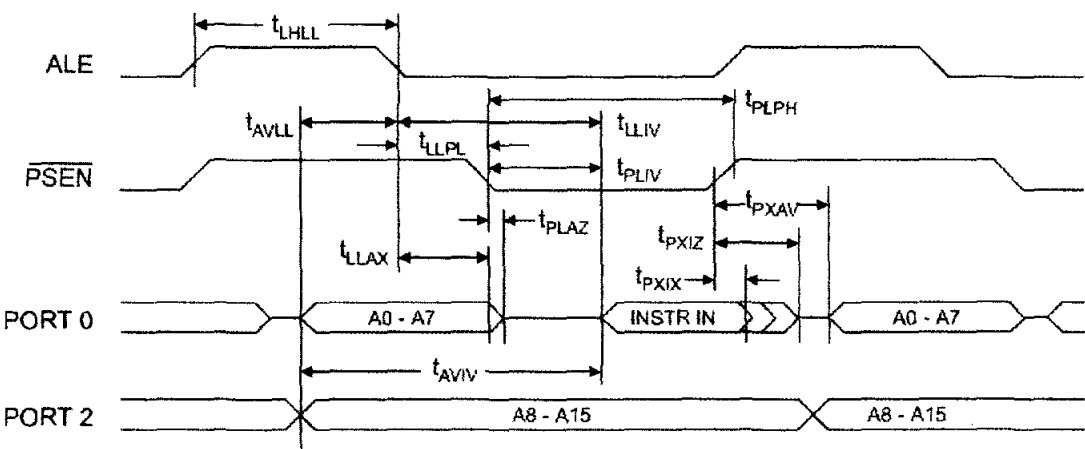 tLHLL
ALE
tPLPH
tAVLL
tLLIV
tLLPL
PSEN
tPLIV
tPXAV
tPLAZ
tPXIZ
tLLAX
tPXIX
PORT 0
A0 - A7
INSTR IN
A0 - A7
tAVIV
PORT 2
A8 - A15
A8 - A15